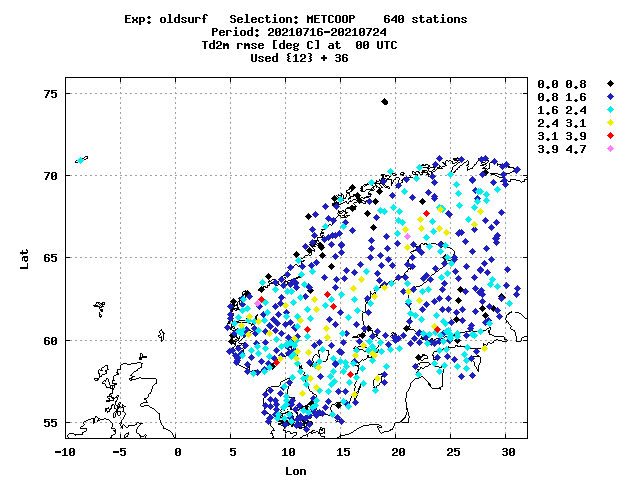 Exp: oldsurf   Selection: METCOOP    640 stations
Period: 20210716-20210724
Td2m rmse [deg C] at  00 UTC
Used {12} + 36
0.0 0.8
0.8 1.6
1.6 2.4
2.4 3.1
3.1 3.9
3.9 4.7
75
70
65
60
55
Lat
-10 -5 0 5 10 15 20 25 30
Lon